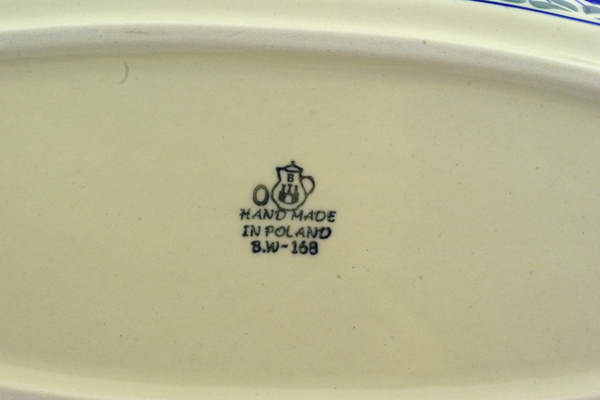 B
O
HAND MADE
IN POLAND
B.W-168